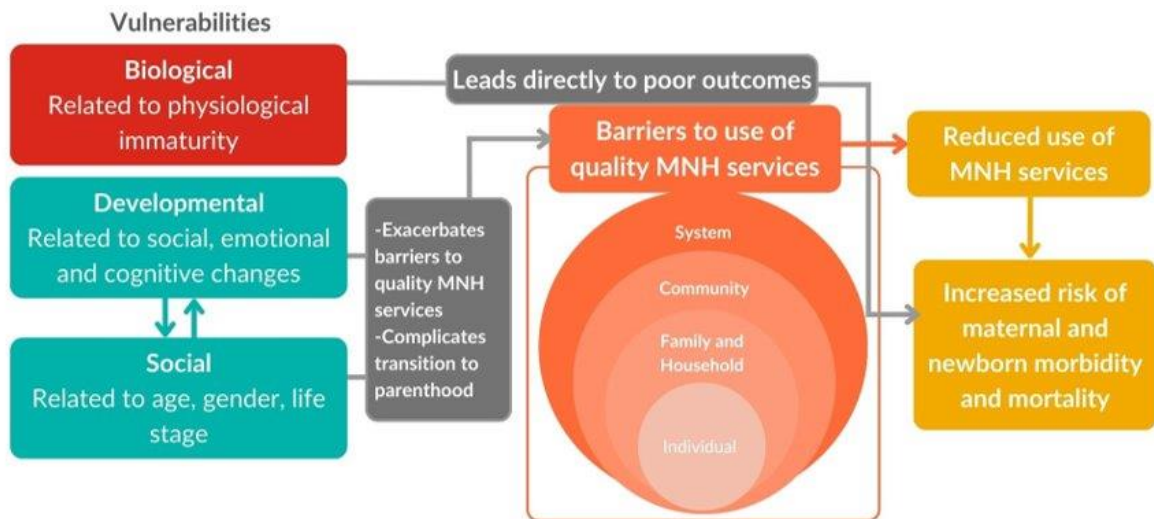 Vulnerabilities
Biological
Related to physiological
immaturity
Developmental
Related to social, emotional
and cognitive changes
Social
Related to age, gender, life
stage
Leads directly to poor outcomes
-Exacerbates
barriers to
quality MNH
services
-Complicates
transition to
parenthood
Barriers to use of
quality MNH services
System
Community
Family and
Household
Individual
Reduced use of
MNH services
Increased risk of
maternal and
newborn morbidity
and mortality